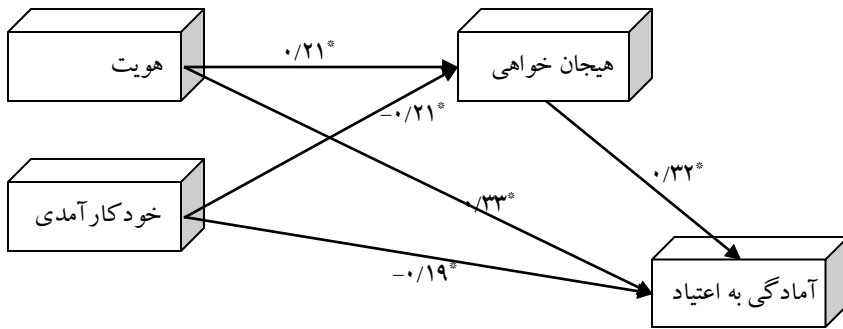 هویت
۰/۲۱*
هیجان خواهی
-۰/۲۱*
۰/۳۲*
خودکارآمدی
۰/۳۳*
-۰/۱۹*
آمادگی به اعتیاد